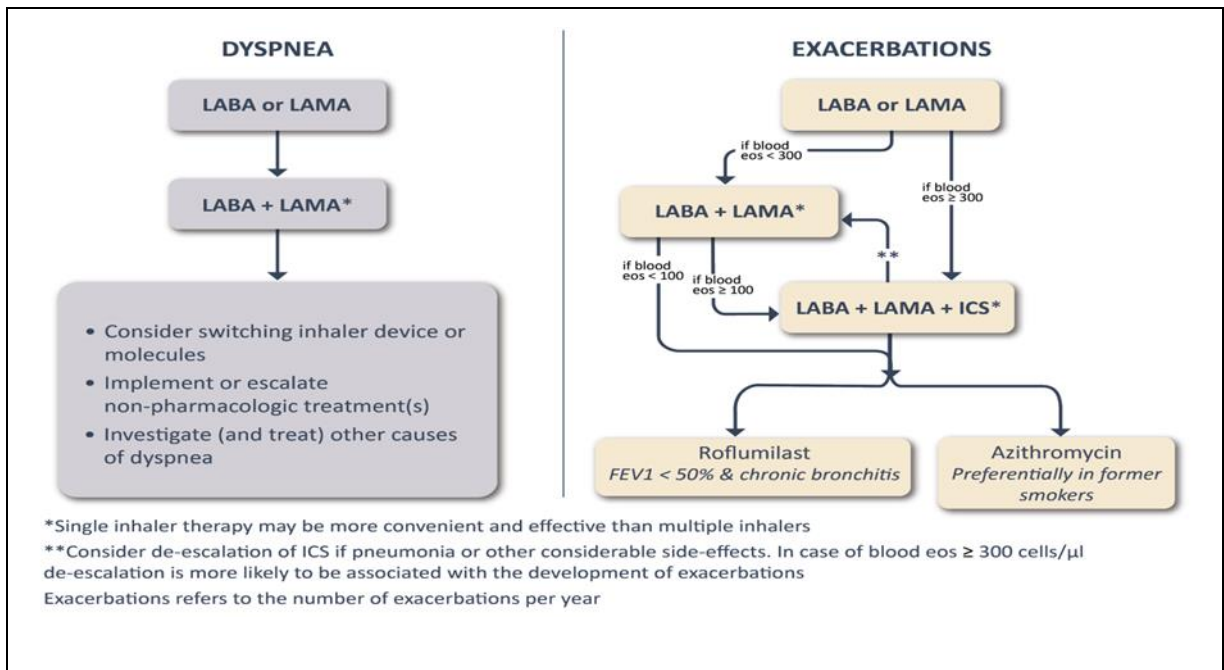 DYSPNEA
LABA or LAMA
LABA + LAMA*
• Consider switching inhaler device or
molecules
• Implement or escalate
non-pharmacologic treatment(s)
• Investigate (and treat) other causes
of dyspnea
EXACERBATIONS
LABA or LAMA
if blood
eos < 300
if blood
eos ≥ 300
LABA + LAMA*
**
if blood
eos < 100
if blood
eos ≥ 100
LABA + LAMA + ICS*
Roflumilast
FEV1 < 50% & chronic bronchitis
Azithromycin
Preferentially in former
smokers
*Single inhaler therapy may be more convenient and effective than multiple inhalers
**Consider de-escalation of ICS if pneumonia or other considerable side-effects. In case of blood eos ≥ 300 cells/µl
de-escalation is more likely to be associated with the development of exacerbations
Exacerbations refers to the number of exacerbations per year